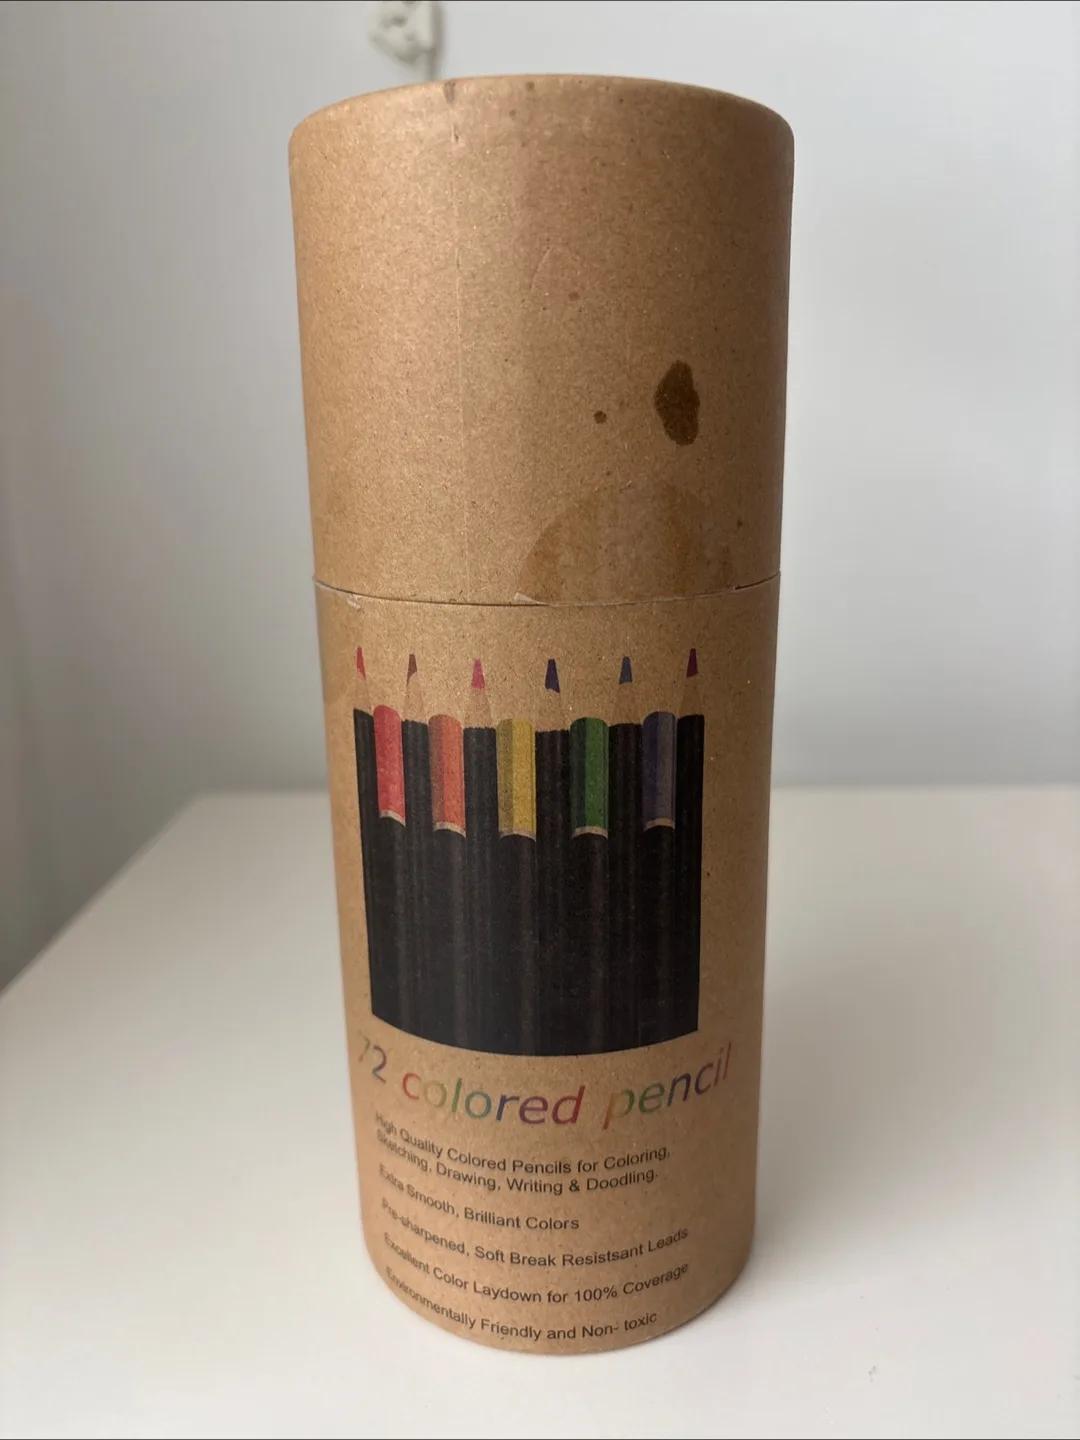 72 colored pencil
High Quality Colored Pencils for Coloring,
Sketching, Drawing, Writing & Doodling.
Extra Smooth, Brilliant Colors
Pre-sharpened, Soft Break Resistsant Leads
Excellent Color Laydown for 100% Coverage
Environmentally Friendly and Non- toxic